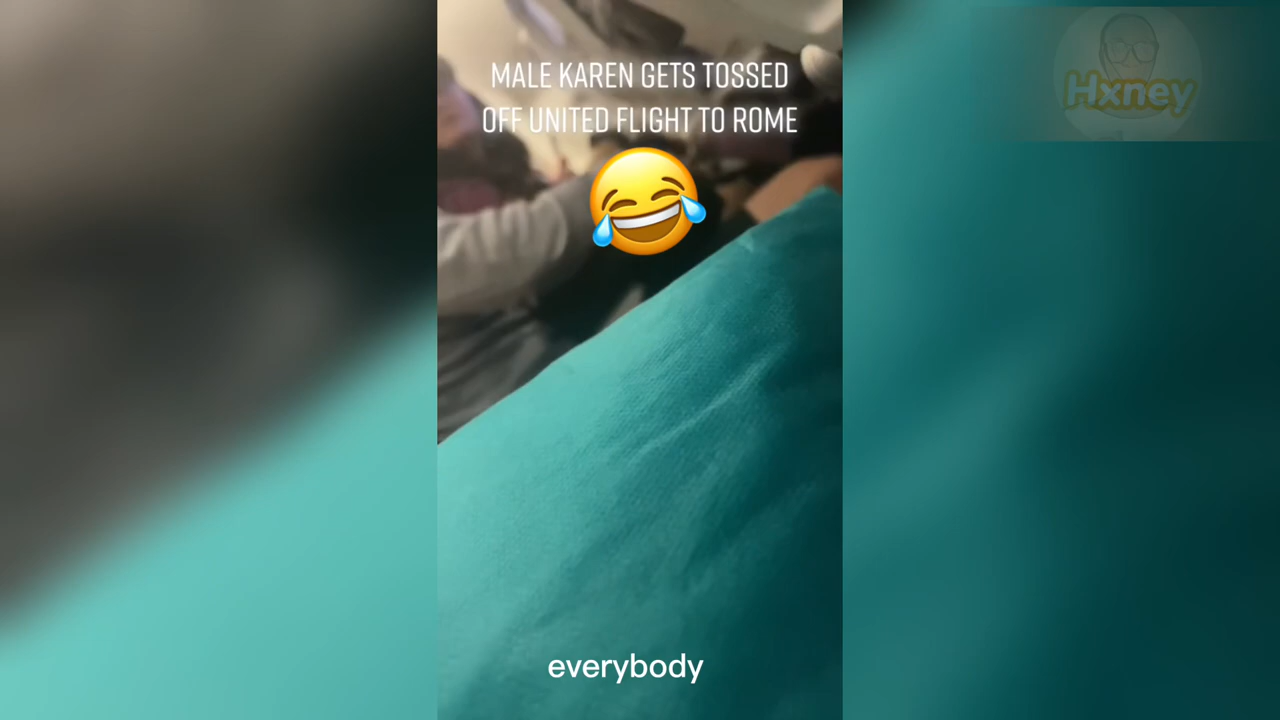 MALE KAREN GETS TOSSED
OFF UNITED FLIGHT TO ROME
Hxney
everybody